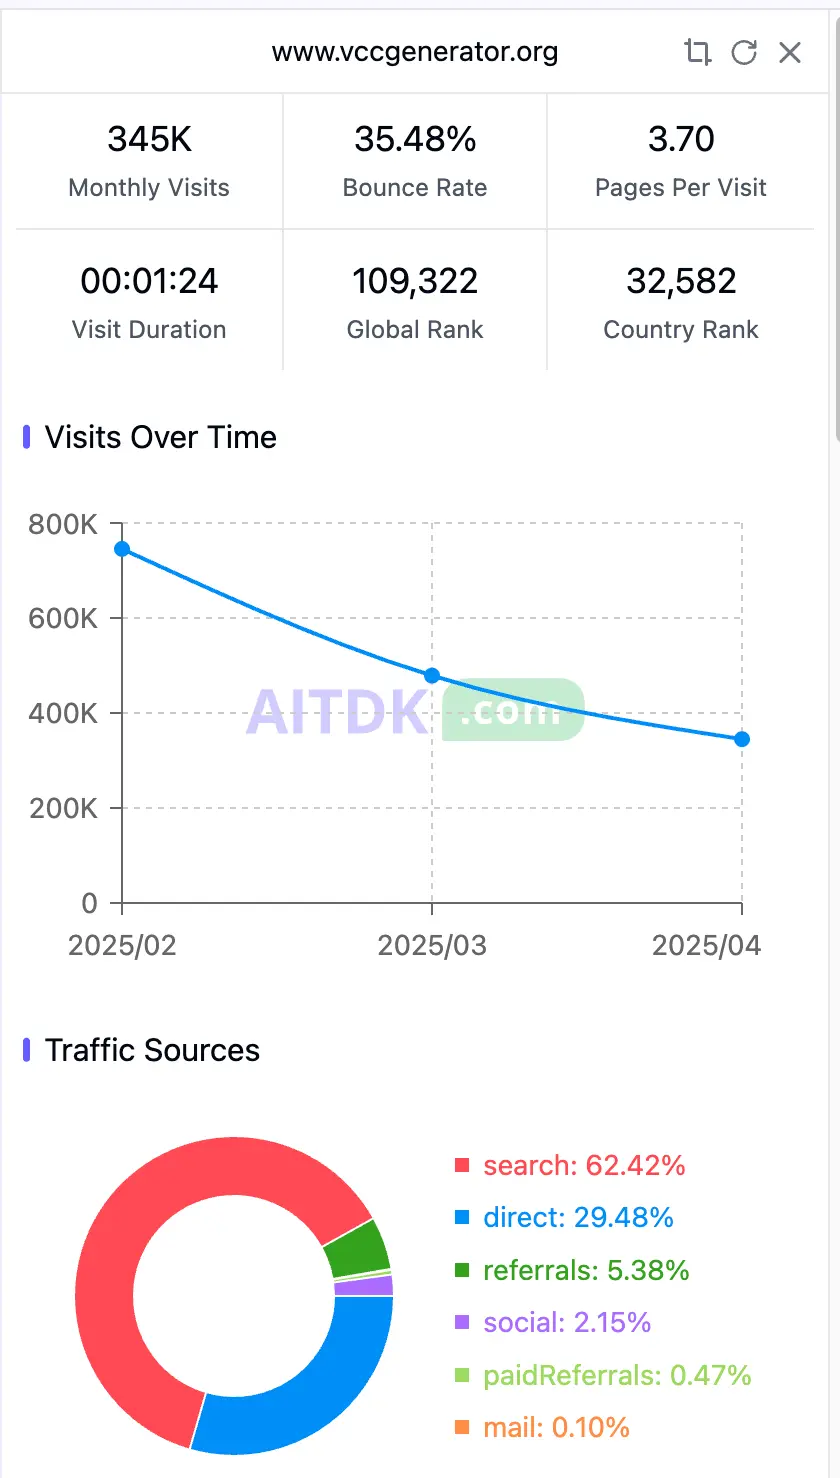 www.vccgenerator.org
345K
Monthly Visits
35.48%
Bounce Rate
3.70
Pages Per Visit
00:01:24
Visit Duration
109,322
Global Rank
32,582
Country Rank
Visits Over Time
800K
600K
400K
200K
0
AITDK .com
2025/02
2025/03
2025/04
Traffic Sources
search: 62.42%
direct: 29.48%
referrals: 5.38%
social: 2.15%
paidReferrals: 0.47%
mail: 0.10%